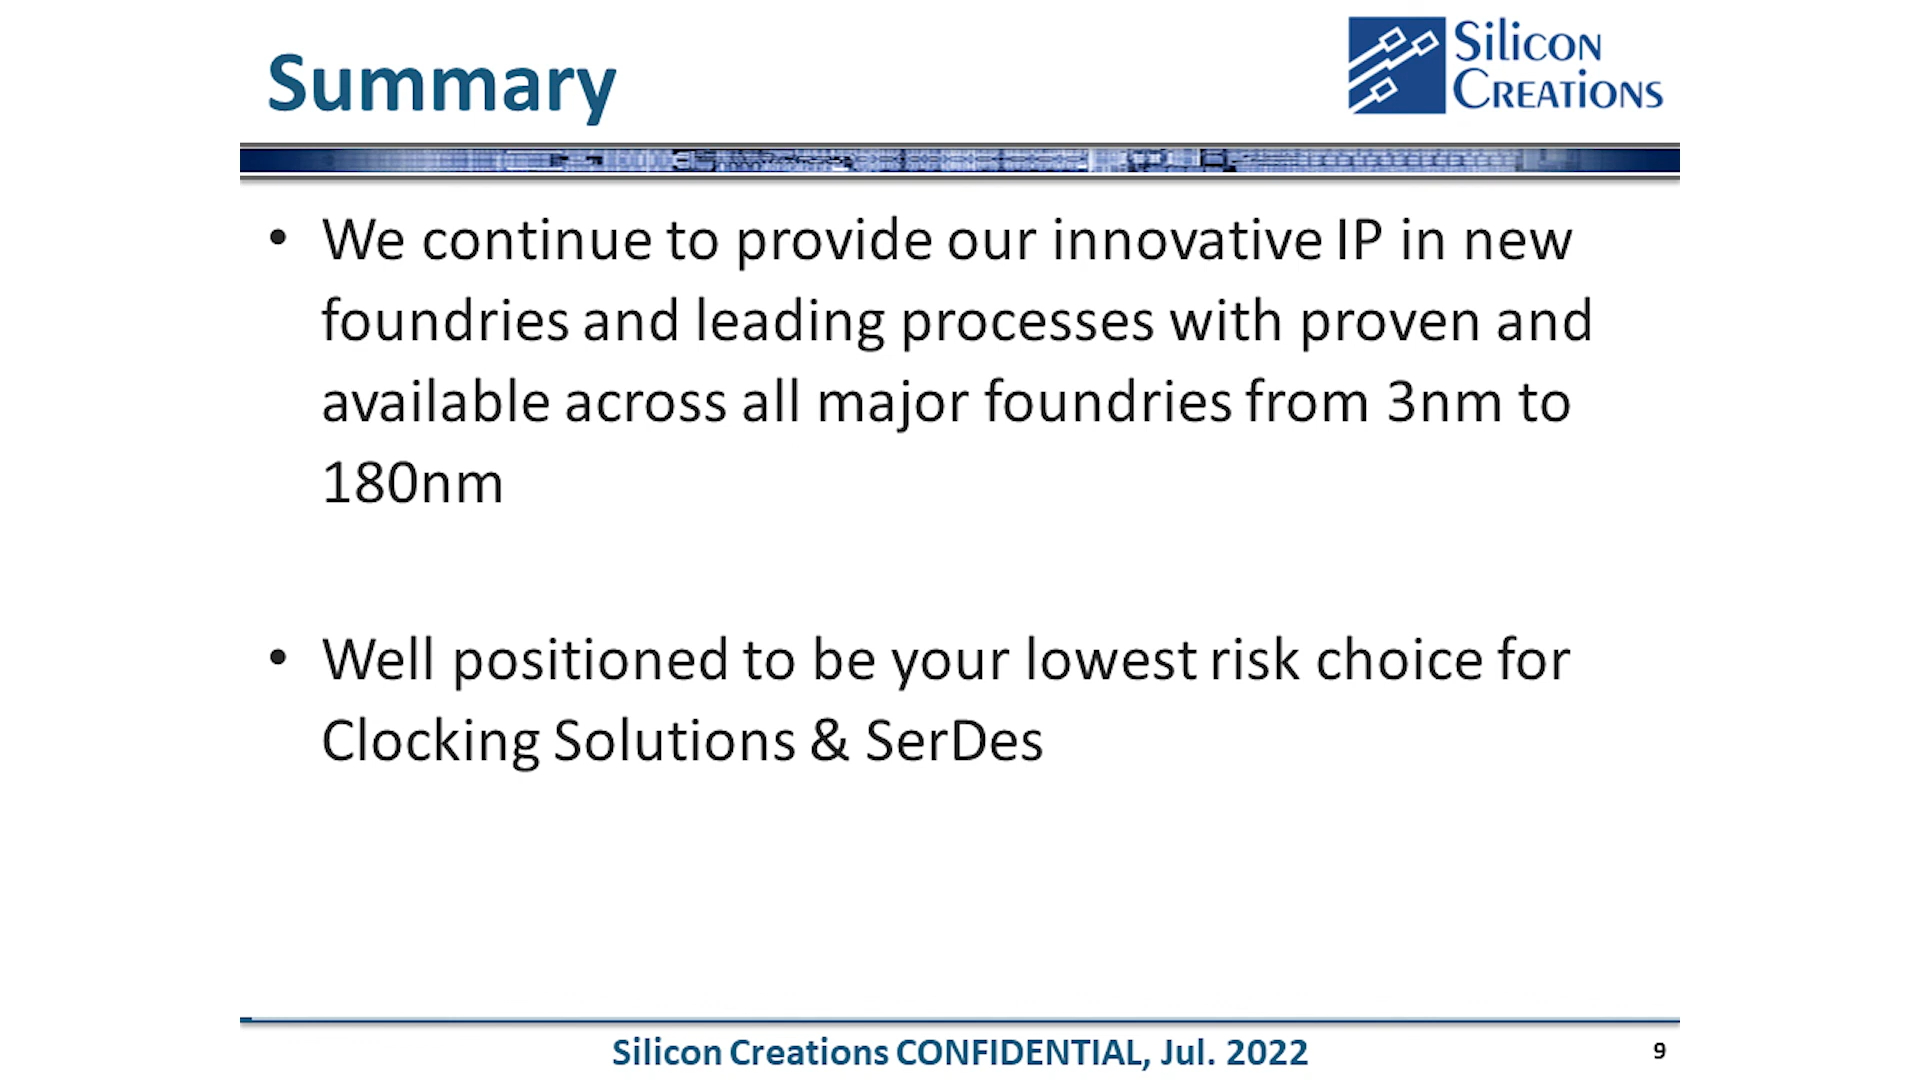 Summary
Silicon
Creations
• We continue to provide our innovative IP in new
foundries and leading processes with proven and
available across all major foundries from 3nm to
180nm
• Well positioned to be your lowest risk choice for
Clocking Solutions & SerDes
Silicon Creations CONFIDENTIAL, Jul. 2022
9